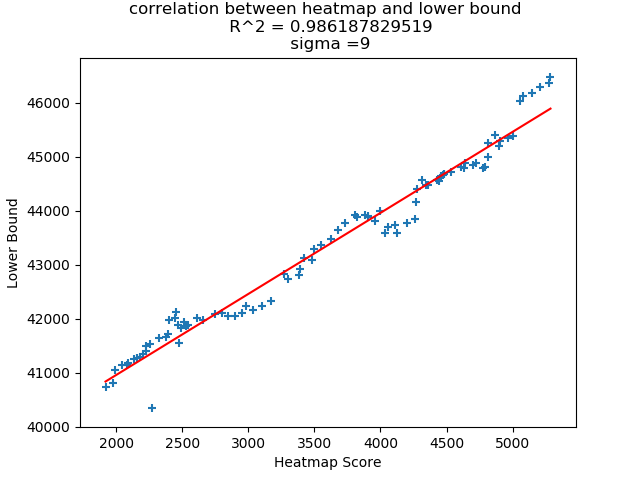 correlation between heatmap and lower bound
R^2 = 0.986187829519
sigma =9
46000
45000
44000
43000
42000
41000
40000
Lower Bound
2000 2500 3000 3500 4000 4500 5000
Heatmap Score